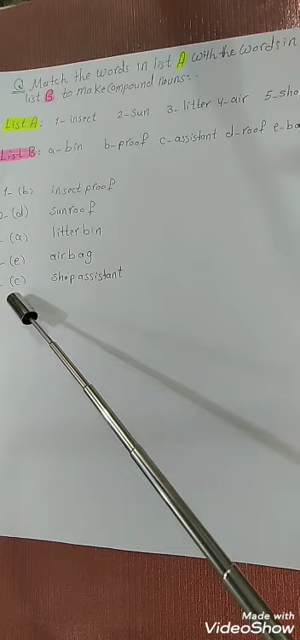 Q Match the words in list A with the words in
list B to make compound nouns:-
List A: 1- insect 2- sun 3- litter 4- air 5- sho
List B: a- bin b- proof c- assistant d- roof e- ba
1- (b) insect proof
- (d) sunroof
- (a) litter bin
- (e) airbag
- (c) shop assistant
Made with
VideoShow